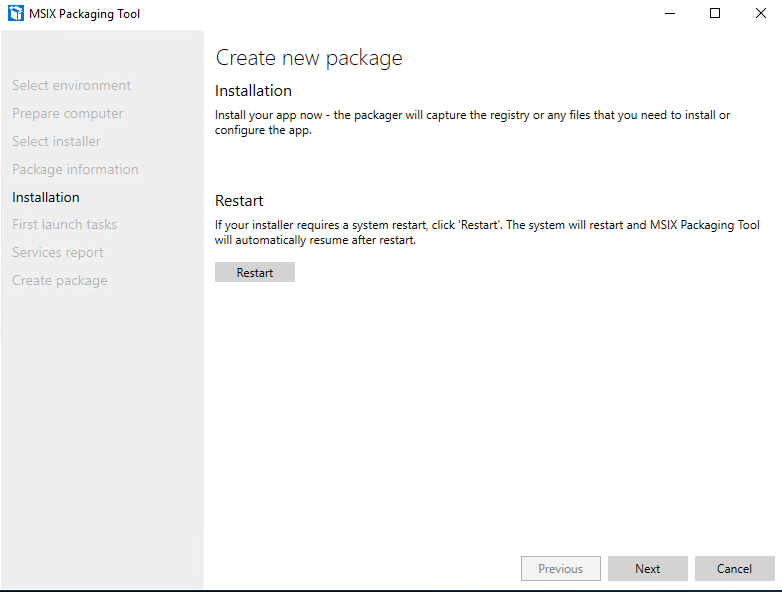 MSIX Packaging Tool
Select environment
Prepare computer
Select installer
Package information
Installation
First launch tasks
Services report
Create package
Create new package
Installation
Install your app now - the packager will capture the registry or any files that you need to install or
configure the app.
Restart
If your installer requires a system restart, click 'Restart'. The system will restart and MSIX Packaging Tool
will automatically resume after restart.
Restart
Previous
Next
Cancel